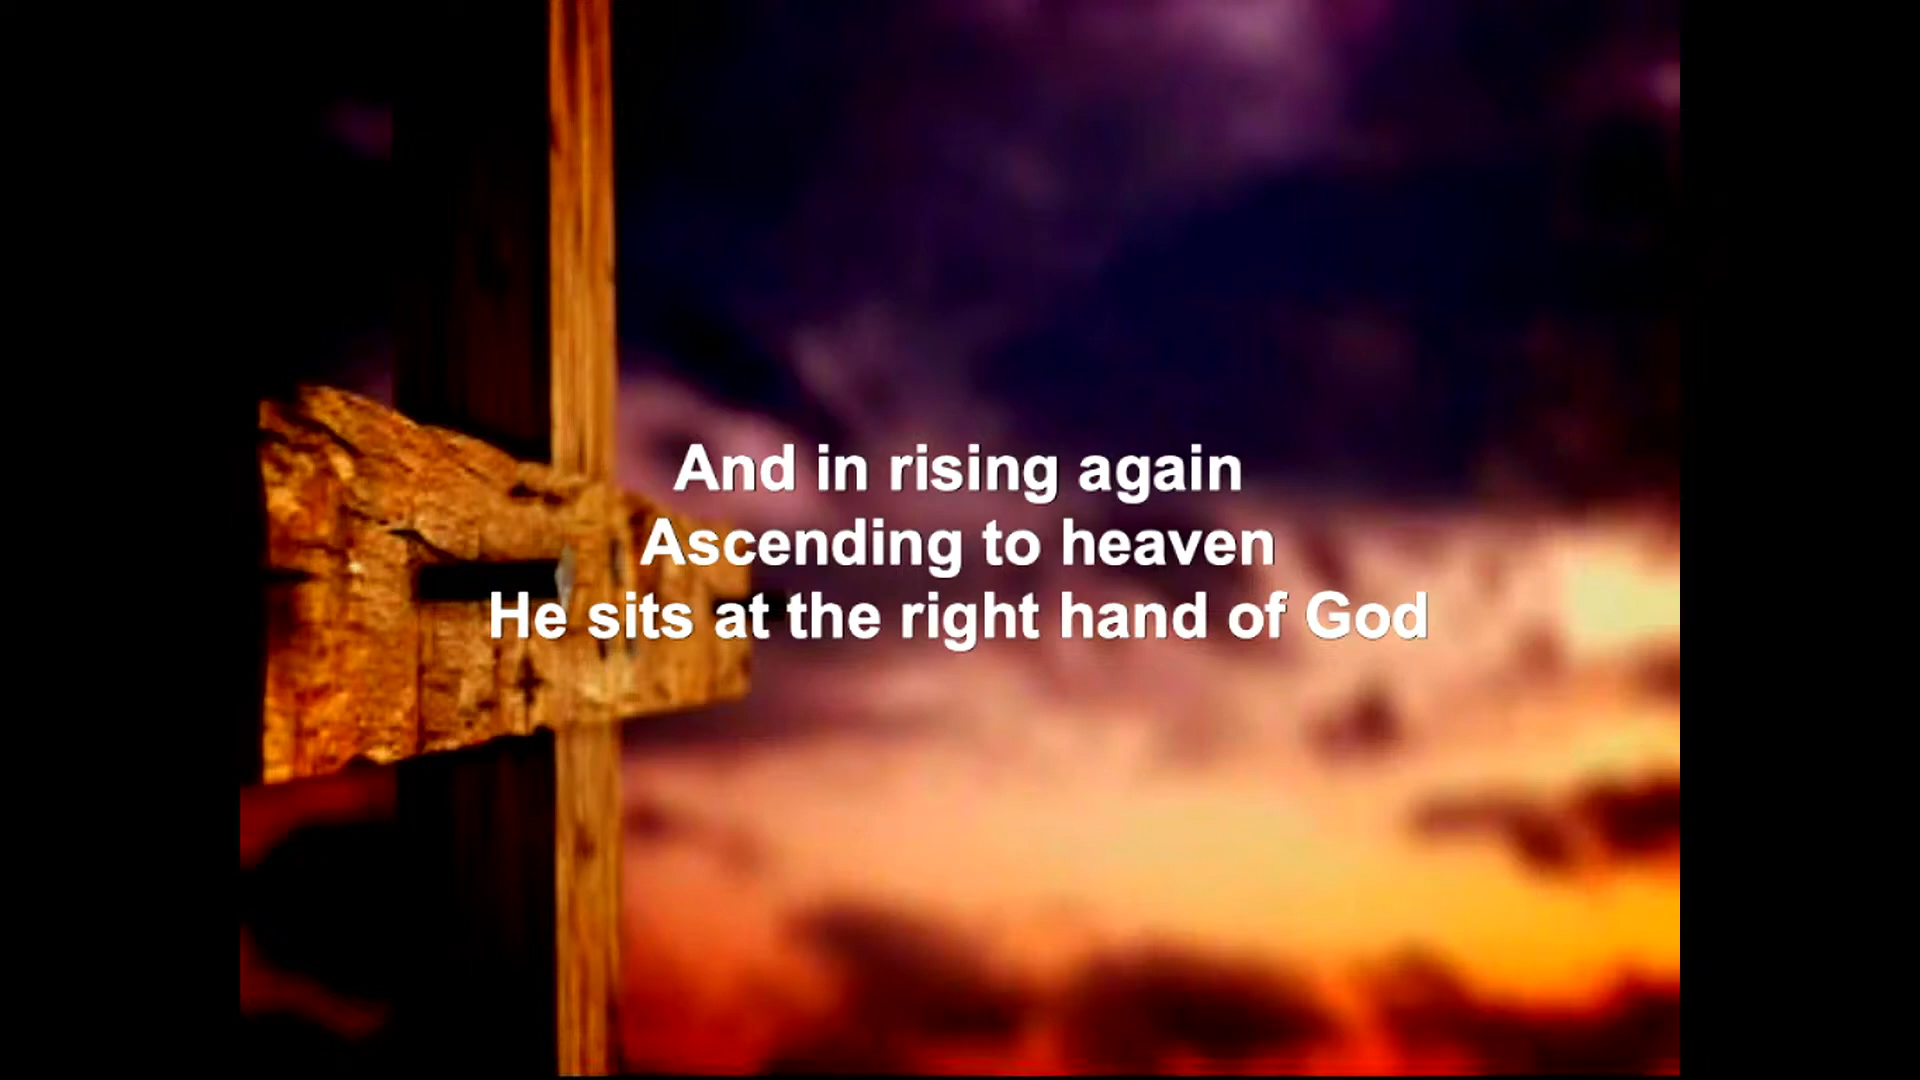 And in rising again
Ascending to heaven
He sits at the right hand of God